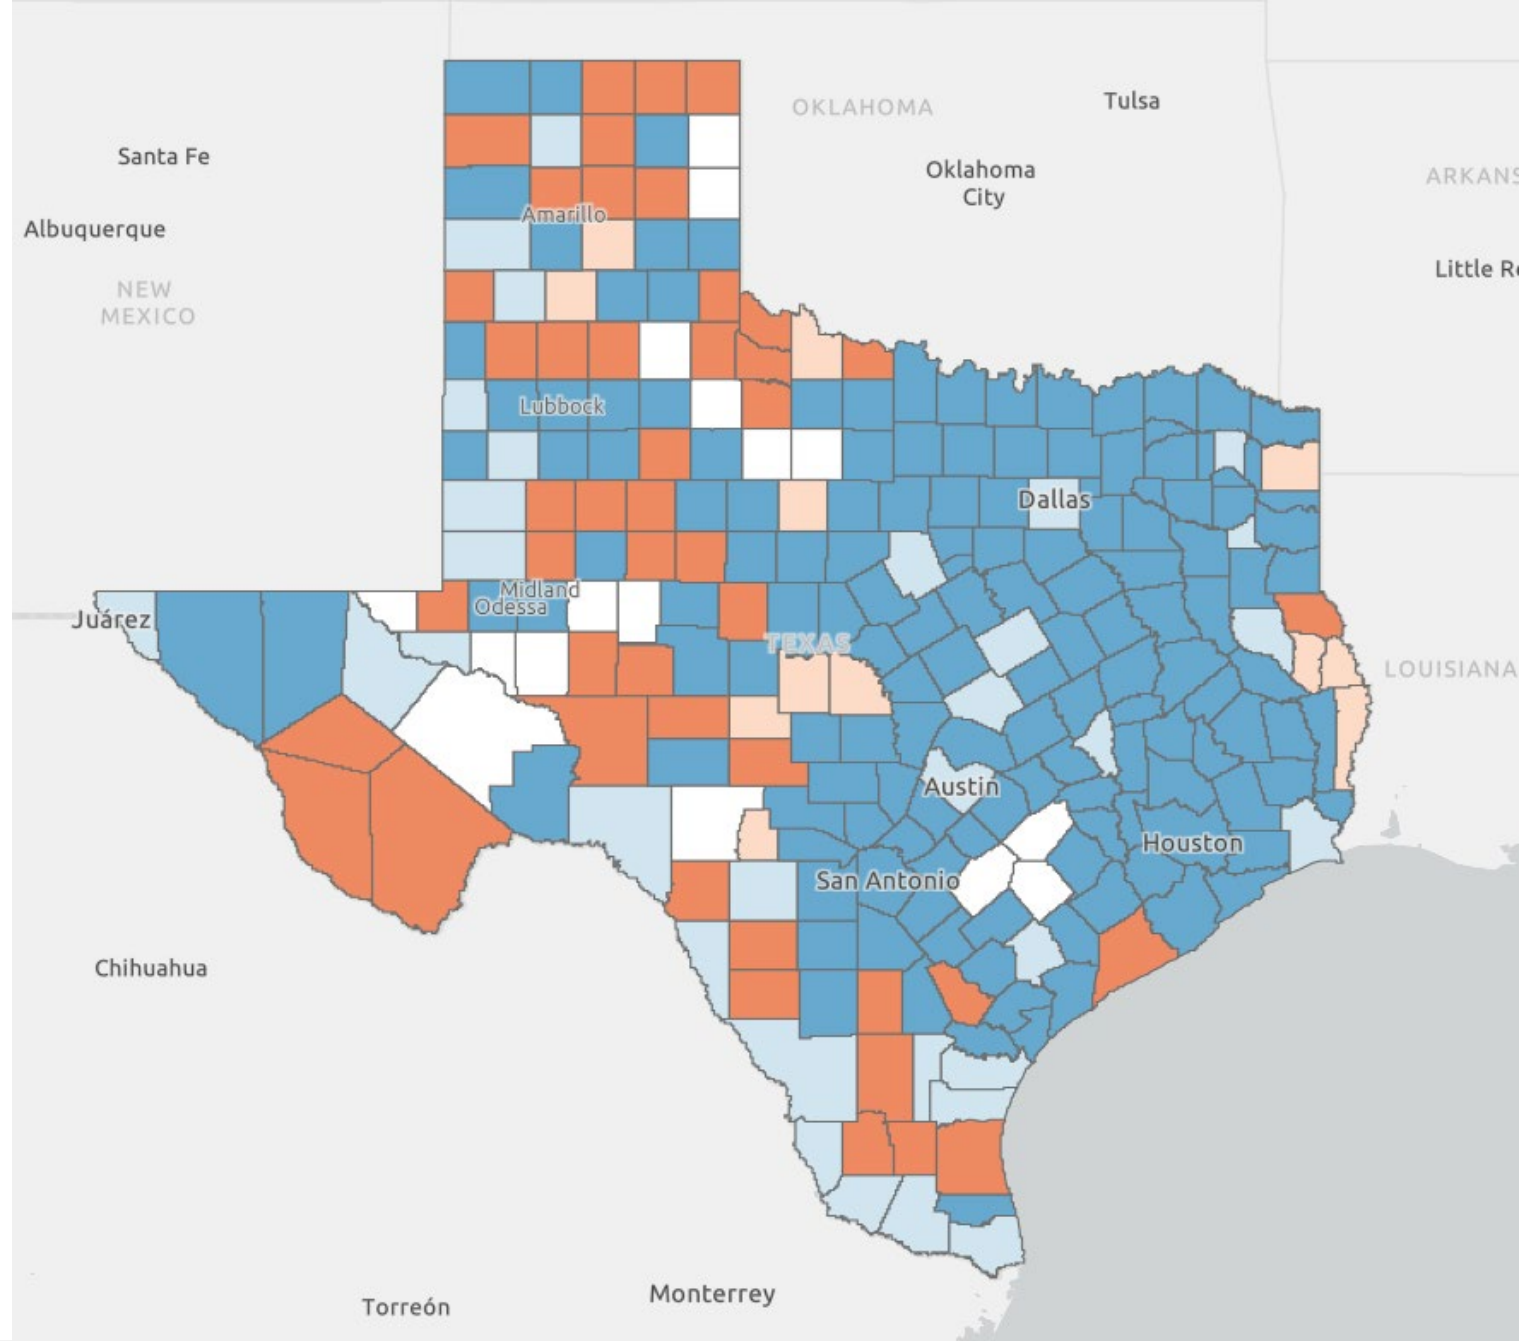 Tulsa
OKLAHOMA
Santa Fe
Oklahoma
City
ARKANS
Amarillo
Albuquerque
Little R
NEW
MEXICO
Lubbock
Dallas
Midland
Odessa
Juárez
TEXAS
LOUISIANA
Austin
Houston
San Antonio
Chihuahua
Monterrey
Torreón